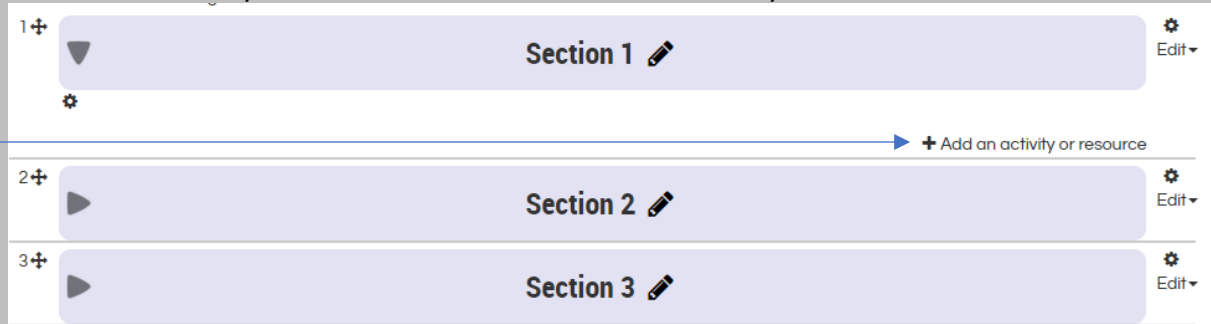 1
Section 1
Edit
+ Add an activity or resource
2
Section 2
Edit
3
Section 3
Edit